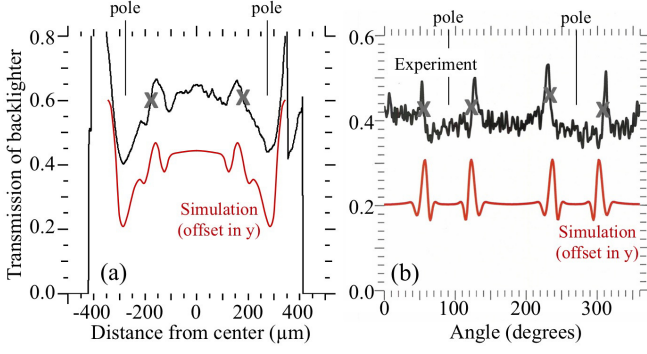 pole
pole
0.8
0.6
0.4
0.2
0.0
Transmission of backlighter
Simulation
(offset in y)
(a)
-400
-200
0
200
400
Distance from center (µm)
pole
pole
0.6
0.4
0.2
0.0
Experiment
Simulation
(offset in y)
(b)
0
100
200
300
Angle (degrees)